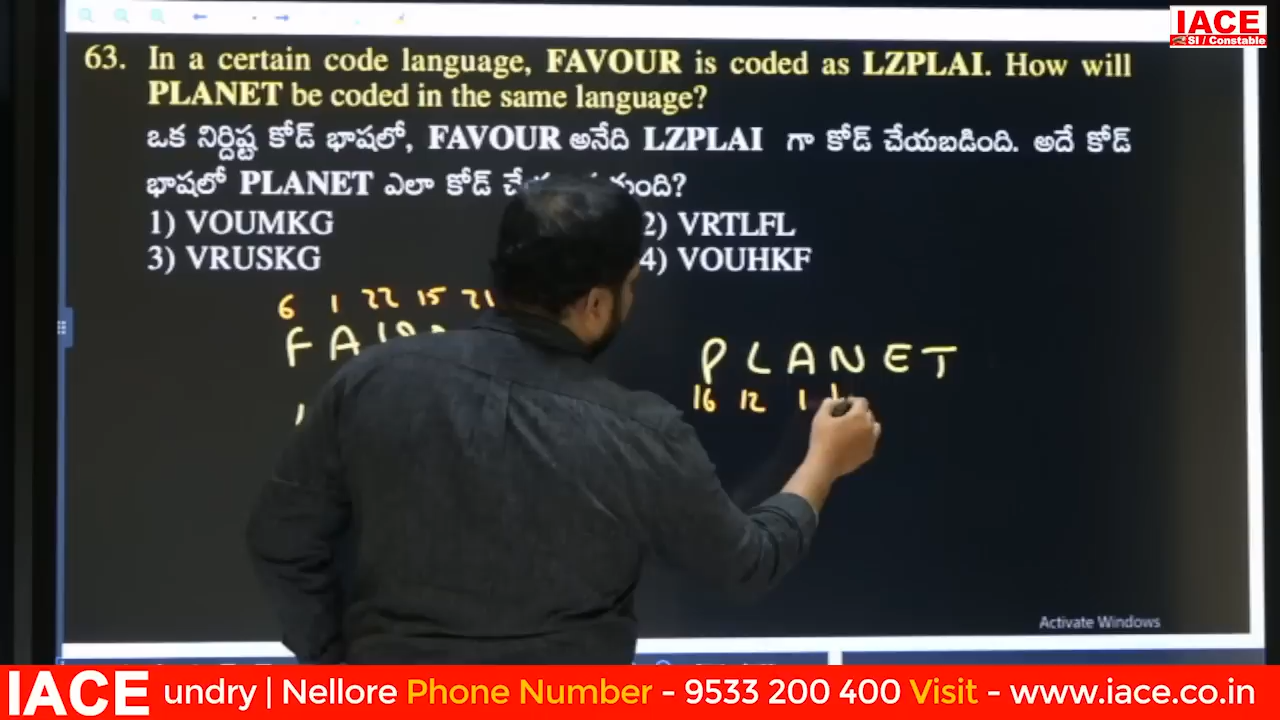 IACE
SI / Constable
63. In a certain code language, FAVOUR is coded as LZPLAI. How will
PLANET be coded in the same language?
ఒక నిర్దిష్ట కోడ్ భాషలో, FAVOUR అనేది LZPLAI గా కోడ్ చేయబడింది. అదే కోడ్
భాషలో PLANET ఎలా కోడ్
1) VOUMKG 2) VRTLFL
3) VRUSKG 4) VOUHKF
6 1 22 15 21
F A
P L A N E T
16 12 1
Activate Windows
IACE undry | Nellore Phone Number - 9533 200 400 Visit - www.iace.co.in